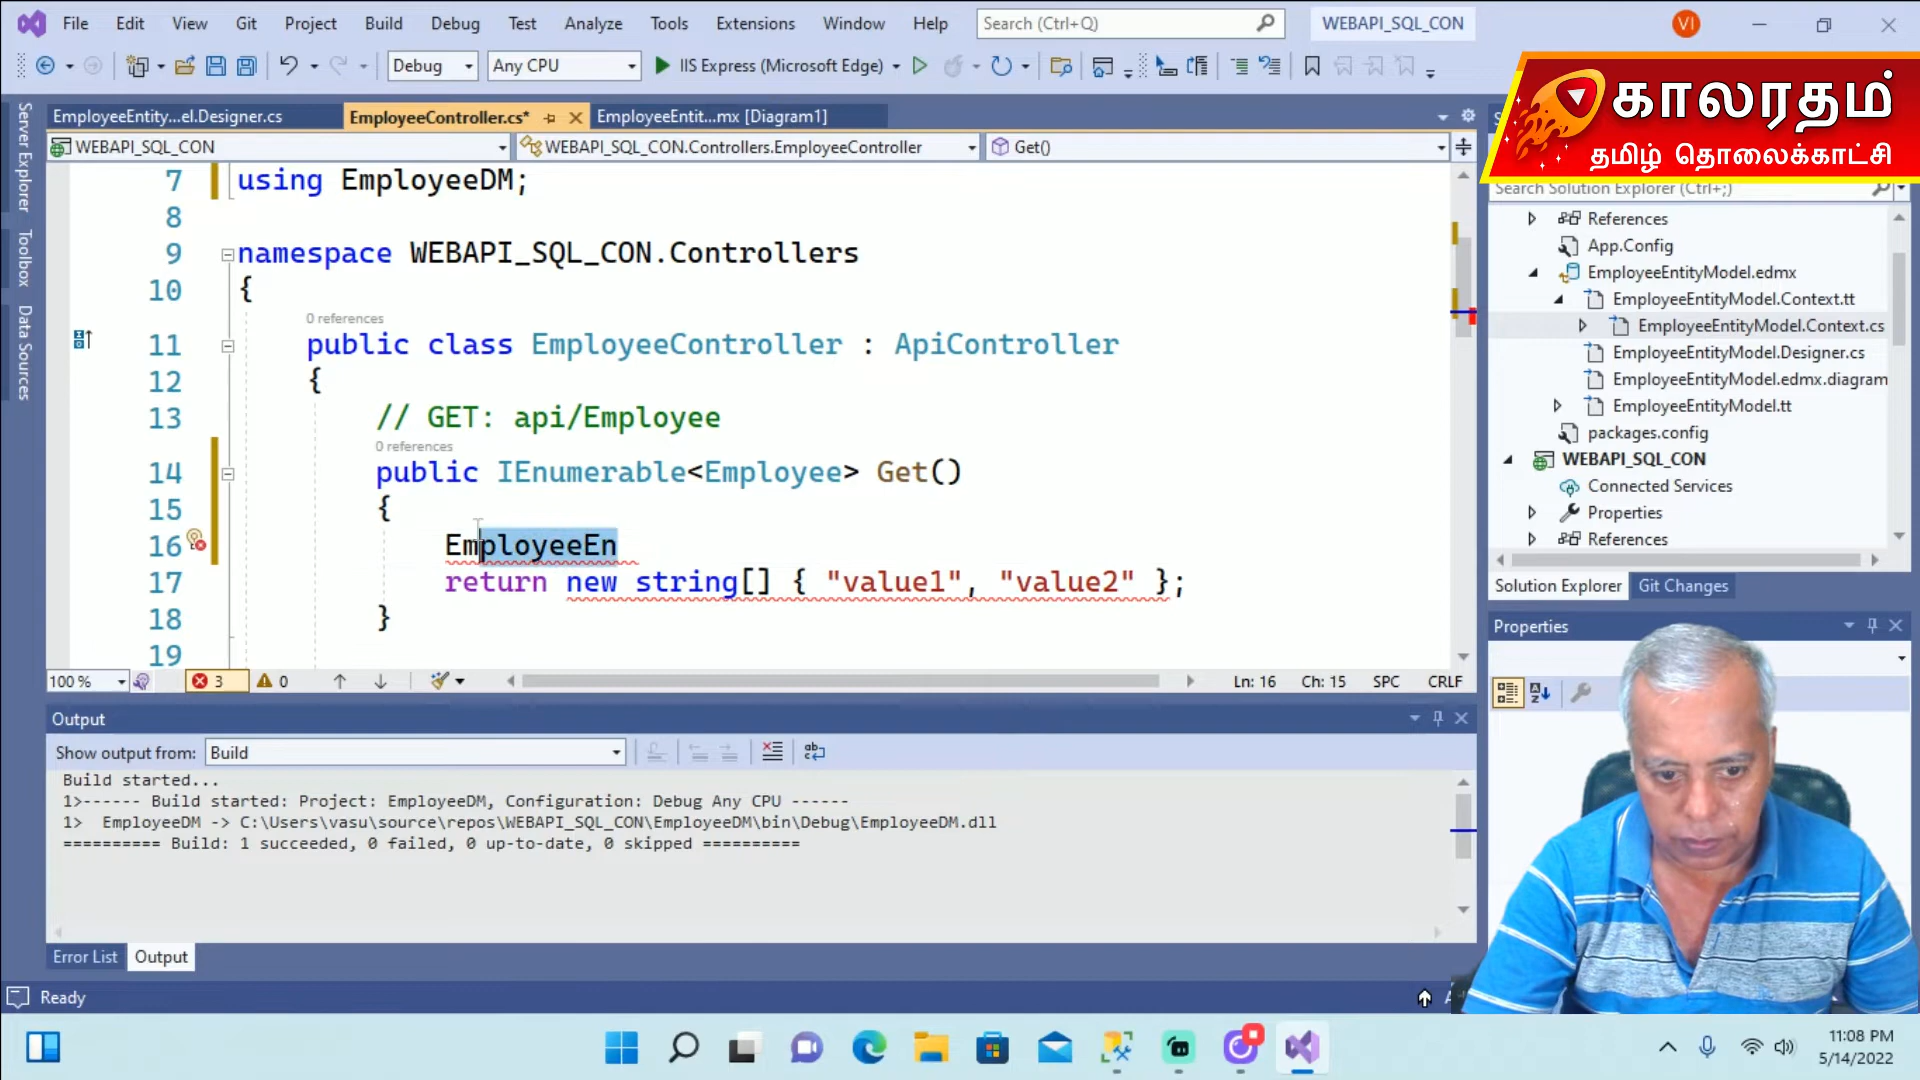 File Edit View Git Project Build Debug Test Analyze Tools Extensions Window Help Search (Ctrl+Q) WEBAPI_SQL_CON VI
Debug Any CPU IIS Express (Microsoft Edge)
காலரதம்
தமிழ் தொலைக்காட்சி
Server Explorer
Toolbox
Data Sources
EmployeeEntity...el.Designer.cs EmployeeController.cs* EmployeeEntit...mx [Diagram1]
WEBAPI_SQL_CON WEBAPI_SQL_CON.Controllers.EmployeeController Get()
7 using EmployeeDM;
8
9 namespace WEBAPI_SQL_CON.Controllers
10 {
0 references
11 public class EmployeeController : ApiController
12 {
13 // GET: api/Employee
0 references
14 public IEnumerable<Employee> Get()
15 {
16 EmployeeEn
17 return new string[] { "value1", "value2" };
18 }
19
100 % 3 0 Ln: 16 Ch: 15 SPC CRLF
Search Solution Explorer (Ctrl+;)
References
App.Config
EmployeeEntityModel.edmx
EmployeeEntityModel.Context.tt
EmployeeEntityModel.Context.cs
EmployeeEntityModel.Designer.cs
EmployeeEntityModel.edmx.diagram
EmployeeEntityModel.tt
packages.config
WEBAPI_SQL_CON
Connected Services
Properties
References
Solution Explorer Git Changes
Properties
Output
Show output from: Build
Build started...
1>------ Build started: Project: EmployeeDM, Configuration: Debug Any CPU ------
1> EmployeeDM -> C:\Users\vasu\source\repos\WEBAPI_SQL_CON\EmployeeDM\bin\Debug\EmployeeDM.dll
========== Build: 1 succeeded, 0 failed, 0 up-to-date, 0 skipped ==========
Error List Output
Ready
11:08 PM
5/14/2022